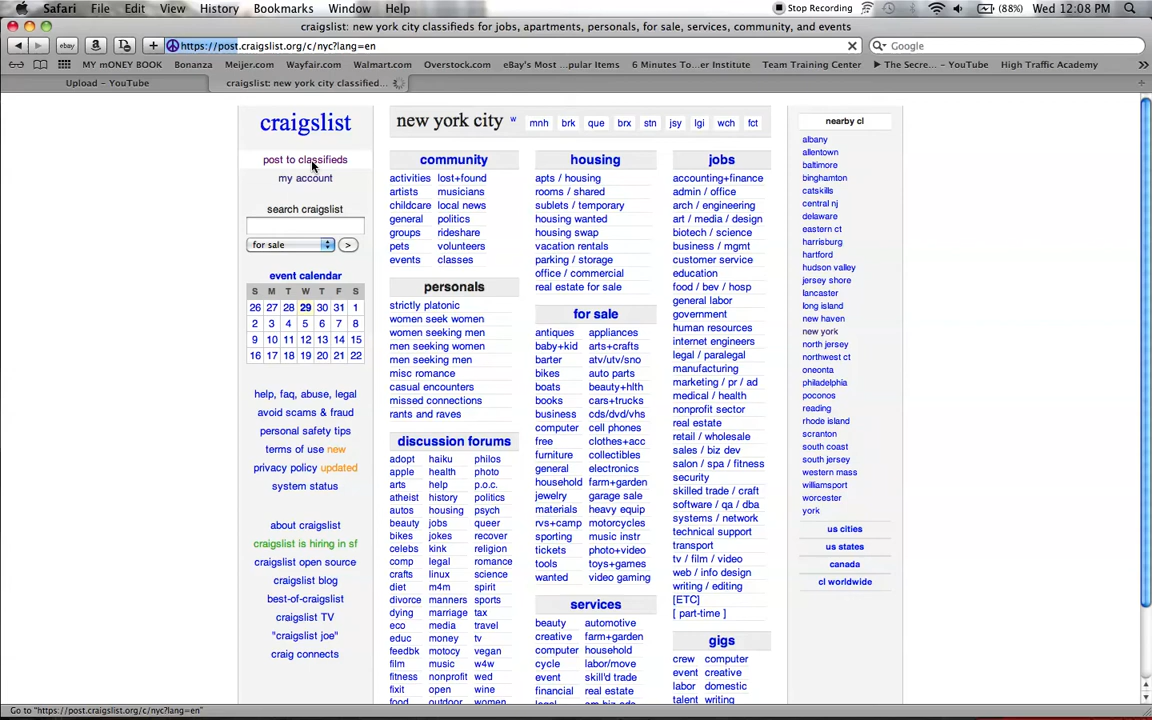 Safari File Edit View History Bookmarks Window Help Stop Recording (88%) Wed 12:08 PM
craigslist: new york city classifieds for jobs, apartments, personals, for sale, services, community, and events
ebay a https://post.craigslist.org/c/nyc?lang=en Google
MY mONEY BOOK Bonanza Meijer.com Wayfair.com Walmart.com Overstock.com eBay's Most ...pular Items 6 Minutes To...er Institute Team Training Center ▶ The Secre... – YouTube High Traffic Academy
Upload – YouTube craigslist: new york city classified...
craigslist
post to classifieds
my account
search craigslist
for sale >
event calendar
S M T W T F S
26 27 28 29 30 31 1
2 3 4 5 6 7 8
9 10 11 12 13 14 15
16 17 18 19 20 21 22
help, faq, abuse, legal
avoid scams & fraud
personal safety tips
terms of use new
privacy policy updated
system status
about craigslist
craigslist is hiring in sf
craigslist open source
craigslist blog
best-of-craigslist
craigslist TV
"craigslist joe"
craig connects
new york city w mnh brk que brx stn jsy lgi wch fct
community
activities lost+found
artists musicians
childcare local news
general politics
groups rideshare
pets volunteers
events classes
personals
strictly platonic
women seek women
women seeking men
men seeking women
men seeking men
misc romance
casual encounters
missed connections
rants and raves
discussion forums
adopt haiku philos
apple health photo
arts help p.o.c.
atheist history politics
autos housing psych
beauty jobs queer
bikes jokes recover
celebs kink religion
comp legal romance
crafts linux science
diet m4m spirit
divorce manners sports
dying marriage tax
eco media travel
educ money tv
feedbk motocy vegan
film music w4w
fitness nonprofit wed
fixit open wine
food outdoor women
housing
apts / housing
rooms / shared
sublets / temporary
housing wanted
housing swap
vacation rentals
parking / storage
office / commercial
real estate for sale
for sale
antiques appliances
baby+kid arts+crafts
barter atv/utv/sno
bikes auto parts
boats beauty+hlth
books cars+trucks
business cds/dvd/vhs
computer cell phones
free clothes+acc
furniture collectibles
general electronics
household farm+garden
jewelry garage sale
materials heavy equip
rvs+camp motorcycles
sporting music instr
tickets photo+video
tools toys+games
wanted video gaming
services
beauty automotive
creative farm+garden
computer household
cycle labor/move
event skill'd trade
financial real estate
jobs
accounting+finance
admin / office
arch / engineering
art / media / design
biotech / science
business / mgmt
customer service
education
food / bev / hosp
general labor
government
human resources
internet engineers
legal / paralegal
manufacturing
marketing / pr / ad
medical / health
nonprofit sector
real estate
retail / wholesale
sales / biz dev
salon / spa / fitness
security
skilled trade / craft
software / qa / dba
systems / network
technical support
transport
tv / film / video
web / info design
writing / editing
[ETC]
[ part-time ]
gigs
crew computer
event creative
labor domestic
talent writing
nearby cl
albany
allentown
baltimore
binghamton
catskills
central nj
delaware
eastern ct
harrisburg
hartford
hudson valley
jersey shore
lancaster
long island
new haven
new york
north jersey
northwest ct
oneonta
philadelphia
poconos
reading
rhode island
scranton
south coast
south jersey
western mass
williamsport
worcester
york
us cities
us states
canada
cl worldwide
Go to "https://post.craigslist.org/c/nyc?lang=en"